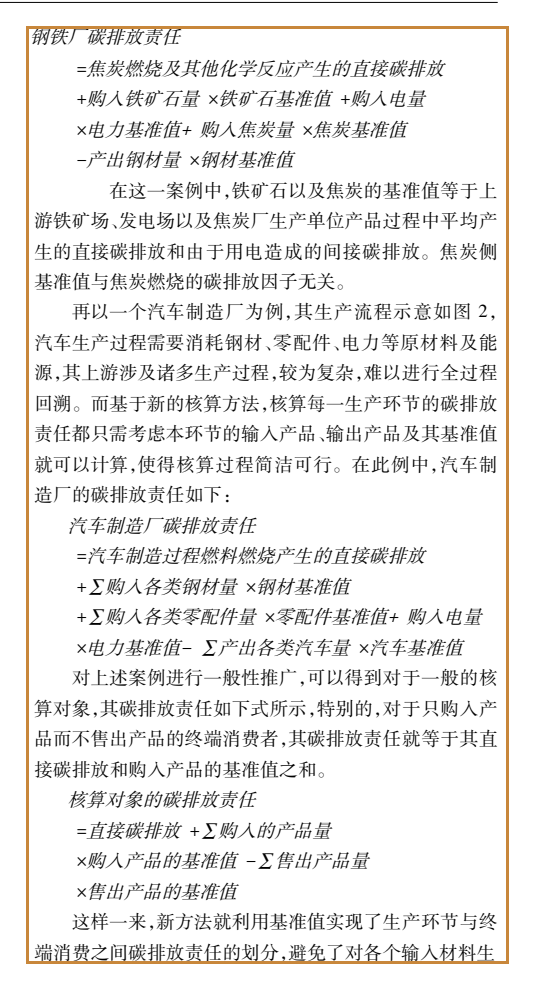 钢铁厂碳排放责任
=焦炭燃烧及其他化学反应产生的直接碳排放
+购入铁矿石量 ×铁矿石基准值 +购入电量
×电力基准值+ 购入焦炭量 ×焦炭基准值
-产出钢材量 ×钢材基准值
在这一案例中,铁矿石以及焦炭的基准值等于上
游铁矿场、发电场以及焦炭厂生产单位产品过程中平均产
生的直接碳排放和由于用电造成的间接碳排放。焦炭侧
基准值与焦炭燃烧的碳排放因子无关。
再以一个汽车制造厂为例,其生产流程示意如图 2,
汽车生产过程需要消耗钢材、零配件、电力等原材料及能
源,其上游涉及诸多生产过程,较为复杂,难以进行全过程
回溯。而基于新的核算方法,核算每一生产环节的碳排放
责任都只需考虑本环节的输入产品、输出产品及其基准值
就可以计算,使得核算过程简洁可行。在此例中,汽车制
造厂的碳排放责任如下:
汽车制造厂碳排放责任
=汽车制造过程燃料燃烧产生的直接碳排放
+∑购入各类钢材量 ×钢材基准值
+∑购入各类零配件量 ×零配件基准值+ 购入电量
×电力基准值- ∑产出各类汽车量 ×汽车基准值
对上述案例进行一般性推广,可以得到对于一般的核
算对象,其碳排放责任如下式所示,特别的,对于只购入产
品而不售出产品的终端消费者,其碳排放责任就等于其直
接碳排放和购入产品的基准值之和。
核算对象的碳排放责任
=直接碳排放 +∑购入的产品量
×购入产品的基准值 -∑售出产品量
×售出产品的基准值
这样一来,新方法就利用基准值实现了生产环节与终
端消费之间碳排放责任的划分,避免了对各个输入材料生